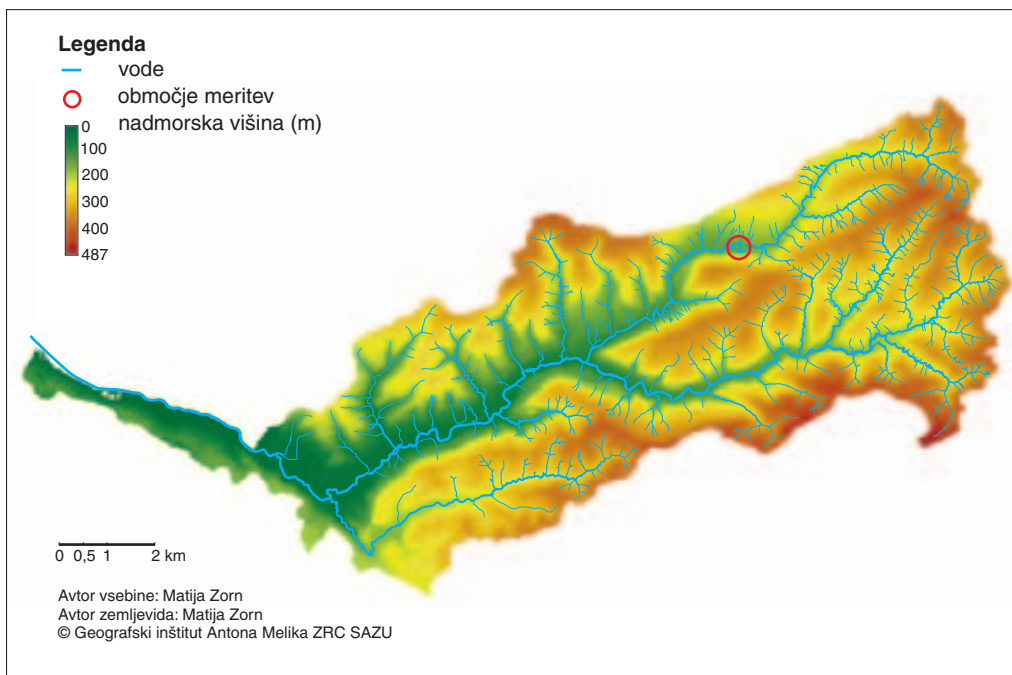 Legenda
vode
območje meritev
nadmorska višina (m)
0
100
200
300
400
487
0 0,5 1 2 km
Avtor vsebine: Matija Zorn
Avtor zemljevida: Matija Zorn
© Geografski inštitut Antona Melika ZRC SAZU